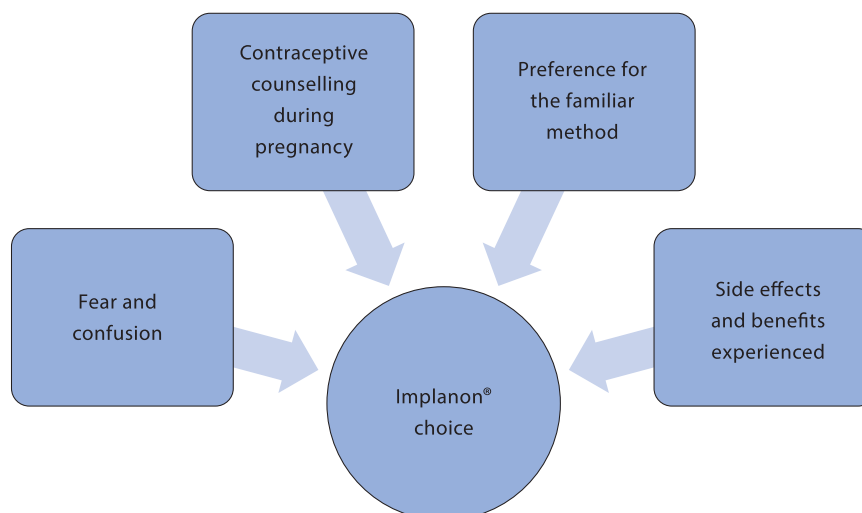 Contraceptive
counselling
during
pregnancy
Preference for
the familiar
method
Fear and
confusion
Side effects
and benefits
experienced
Implanon®
choice